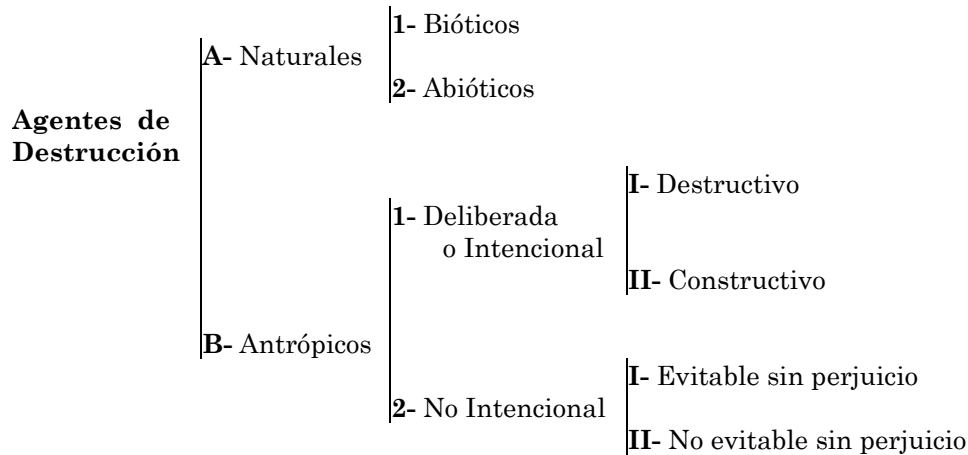 1- Bióticos
A- Naturales
2- Abióticos
Agentes de
Destrucción
I- Destructivo
1- Deliberada
o Intencional
II- Constructivo
B- Antrópicos
I- Evitable sin perjuicio
2- No Intencional
II- No evitable sin perjuicio